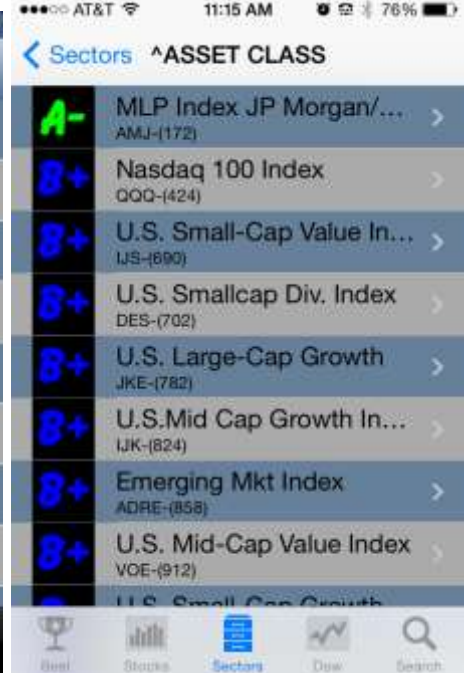 AT&T 11:15 AM 76%
Sectors ^ASSET CLASS
A- MLP Index JP Morgan/...
AMJ-(172)
B+ Nasdaq 100 Index
QQQ-(424)
B+ U.S. Small-Cap Value In...
IJS-(690)
B+ U.S. Smallcap Div. Index
DES-(702)
B+ U.S. Large-Cap Growth
JKE-(782)
B+ U.S.Mid Cap Growth In...
IJK-(824)
B+ Emerging Mkt Index
ADRE-(858)
B+ U.S. Mid-Cap Value Index
VOE-(912)
U.S. Small-Cap Growth
Best Stocks Sectors Dow Search